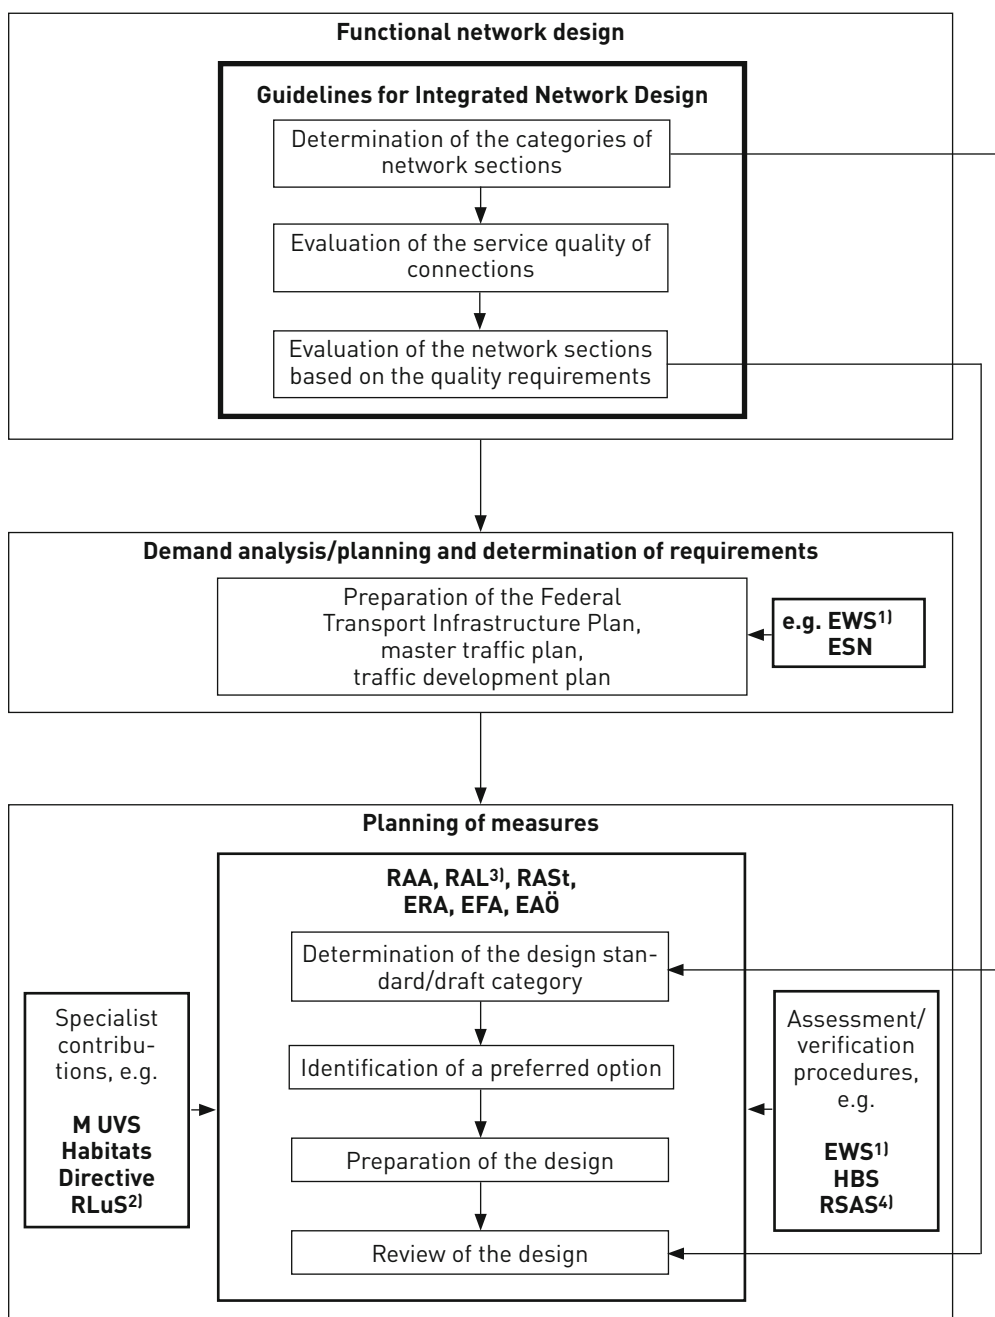 Functional network design
Guidelines for Integrated Network Design
Determination of the categories of
network sections
Evaluation of the service quality of
connections
Evaluation of the network sections
based on the quality requirements
Demand analysis/planning and determination of requirements
Preparation of the Federal
Transport Infrastructure Plan,
master traffic plan,
traffic development plan
e.g. EWS1)
ESN
Planning of measures
RAA, RAL3), RASt,
ERA, EFA, EAÖ
Determination of the design stan-
dard/draft category
Identification of a preferred option
Preparation of the design
Review of the design
Specialist
contribu-
tions, e.g.
M UVS
Habitats
Directive
RLuS2)
Assessment/
verification
procedures,
e.g.
EWS1)
HBS
RSAS4)